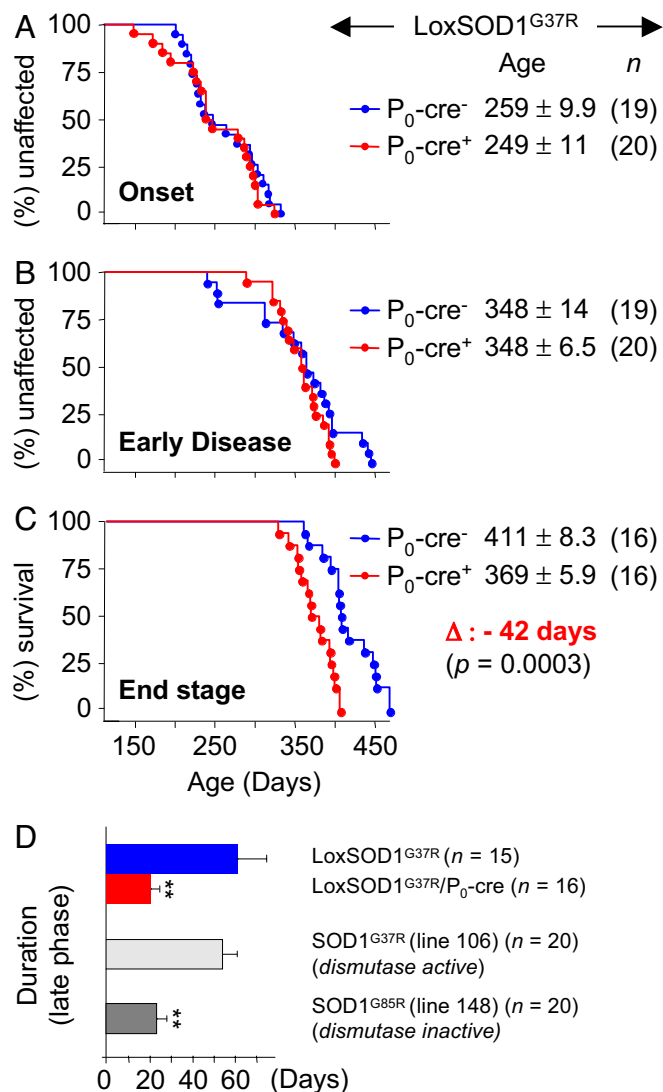 A
LoxSOD1G37R
Age n
P0-cre- 259 ± 9.9 (19)
P0-cre+ 249 ± 11 (20)
(%) unaffected
100
75
50
25
0
Onset
B
P0-cre- 348 ± 14 (19)
P0-cre+ 348 ± 6.5 (20)
(%) unaffected
100
75
50
25
0
Early Disease
C
P0-cre- 411 ± 8.3 (16)
P0-cre+ 369 ± 5.9 (16)
Δ : - 42 days
(p = 0.0003)
(%) survival
100
75
50
25
0
End stage
150 250 350 450
Age (Days)
D
Duration
(late phase)
LoxSOD1G37R (n = 15)
** LoxSOD1G37R/P0-cre (n = 16)
SOD1G37R (line 106) (n = 20)
(dismutase active)
** SOD1G85R (line 148) (n = 20)
(dismutase inactive)
0 20 40 60 (Days)